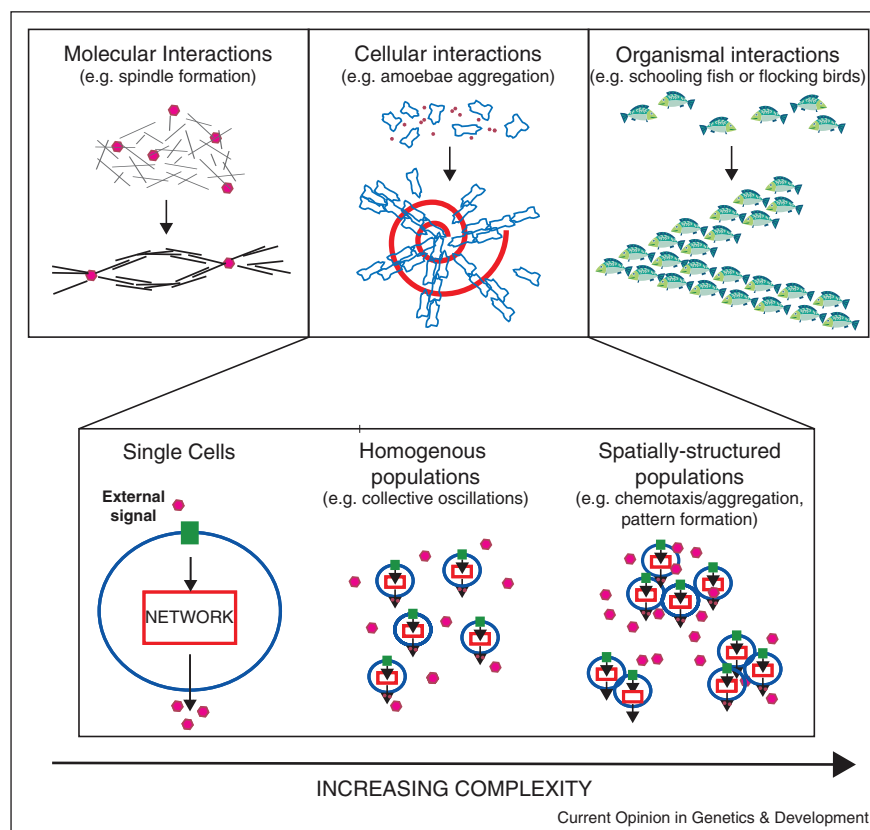 Molecular Interactions
(e.g. spindle formation)
Cellular interactions
(e.g. amoebae aggregation)
Organismal interactions
(e.g. schooling fish or flocking birds)
Single Cells
External
signal
NETWORK
Homogenous
populations
(e.g. collective oscillations)
Spatially-structured
populations
(e.g. chemotaxis/aggregation,
pattern formation)
INCREASING COMPLEXITY
Current Opinion in Genetics & Development